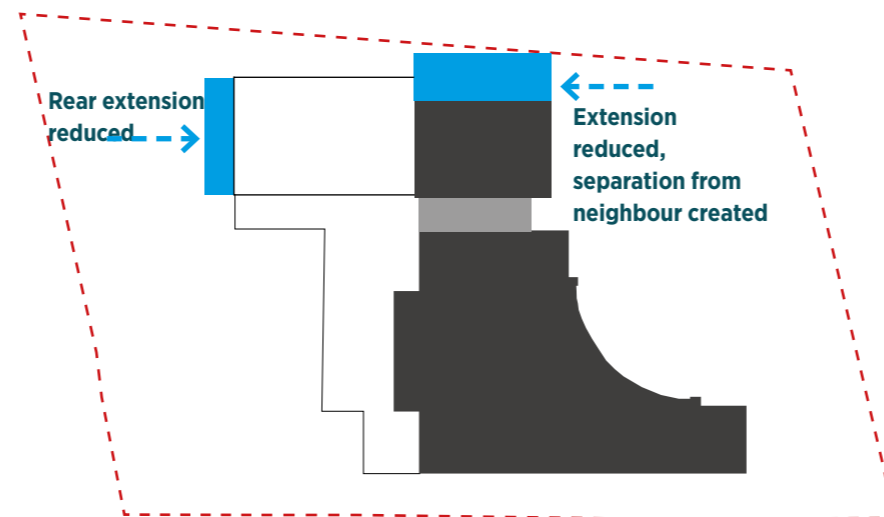 Rear extension
reduced
Extension
reduced,
separation from
neighbour created